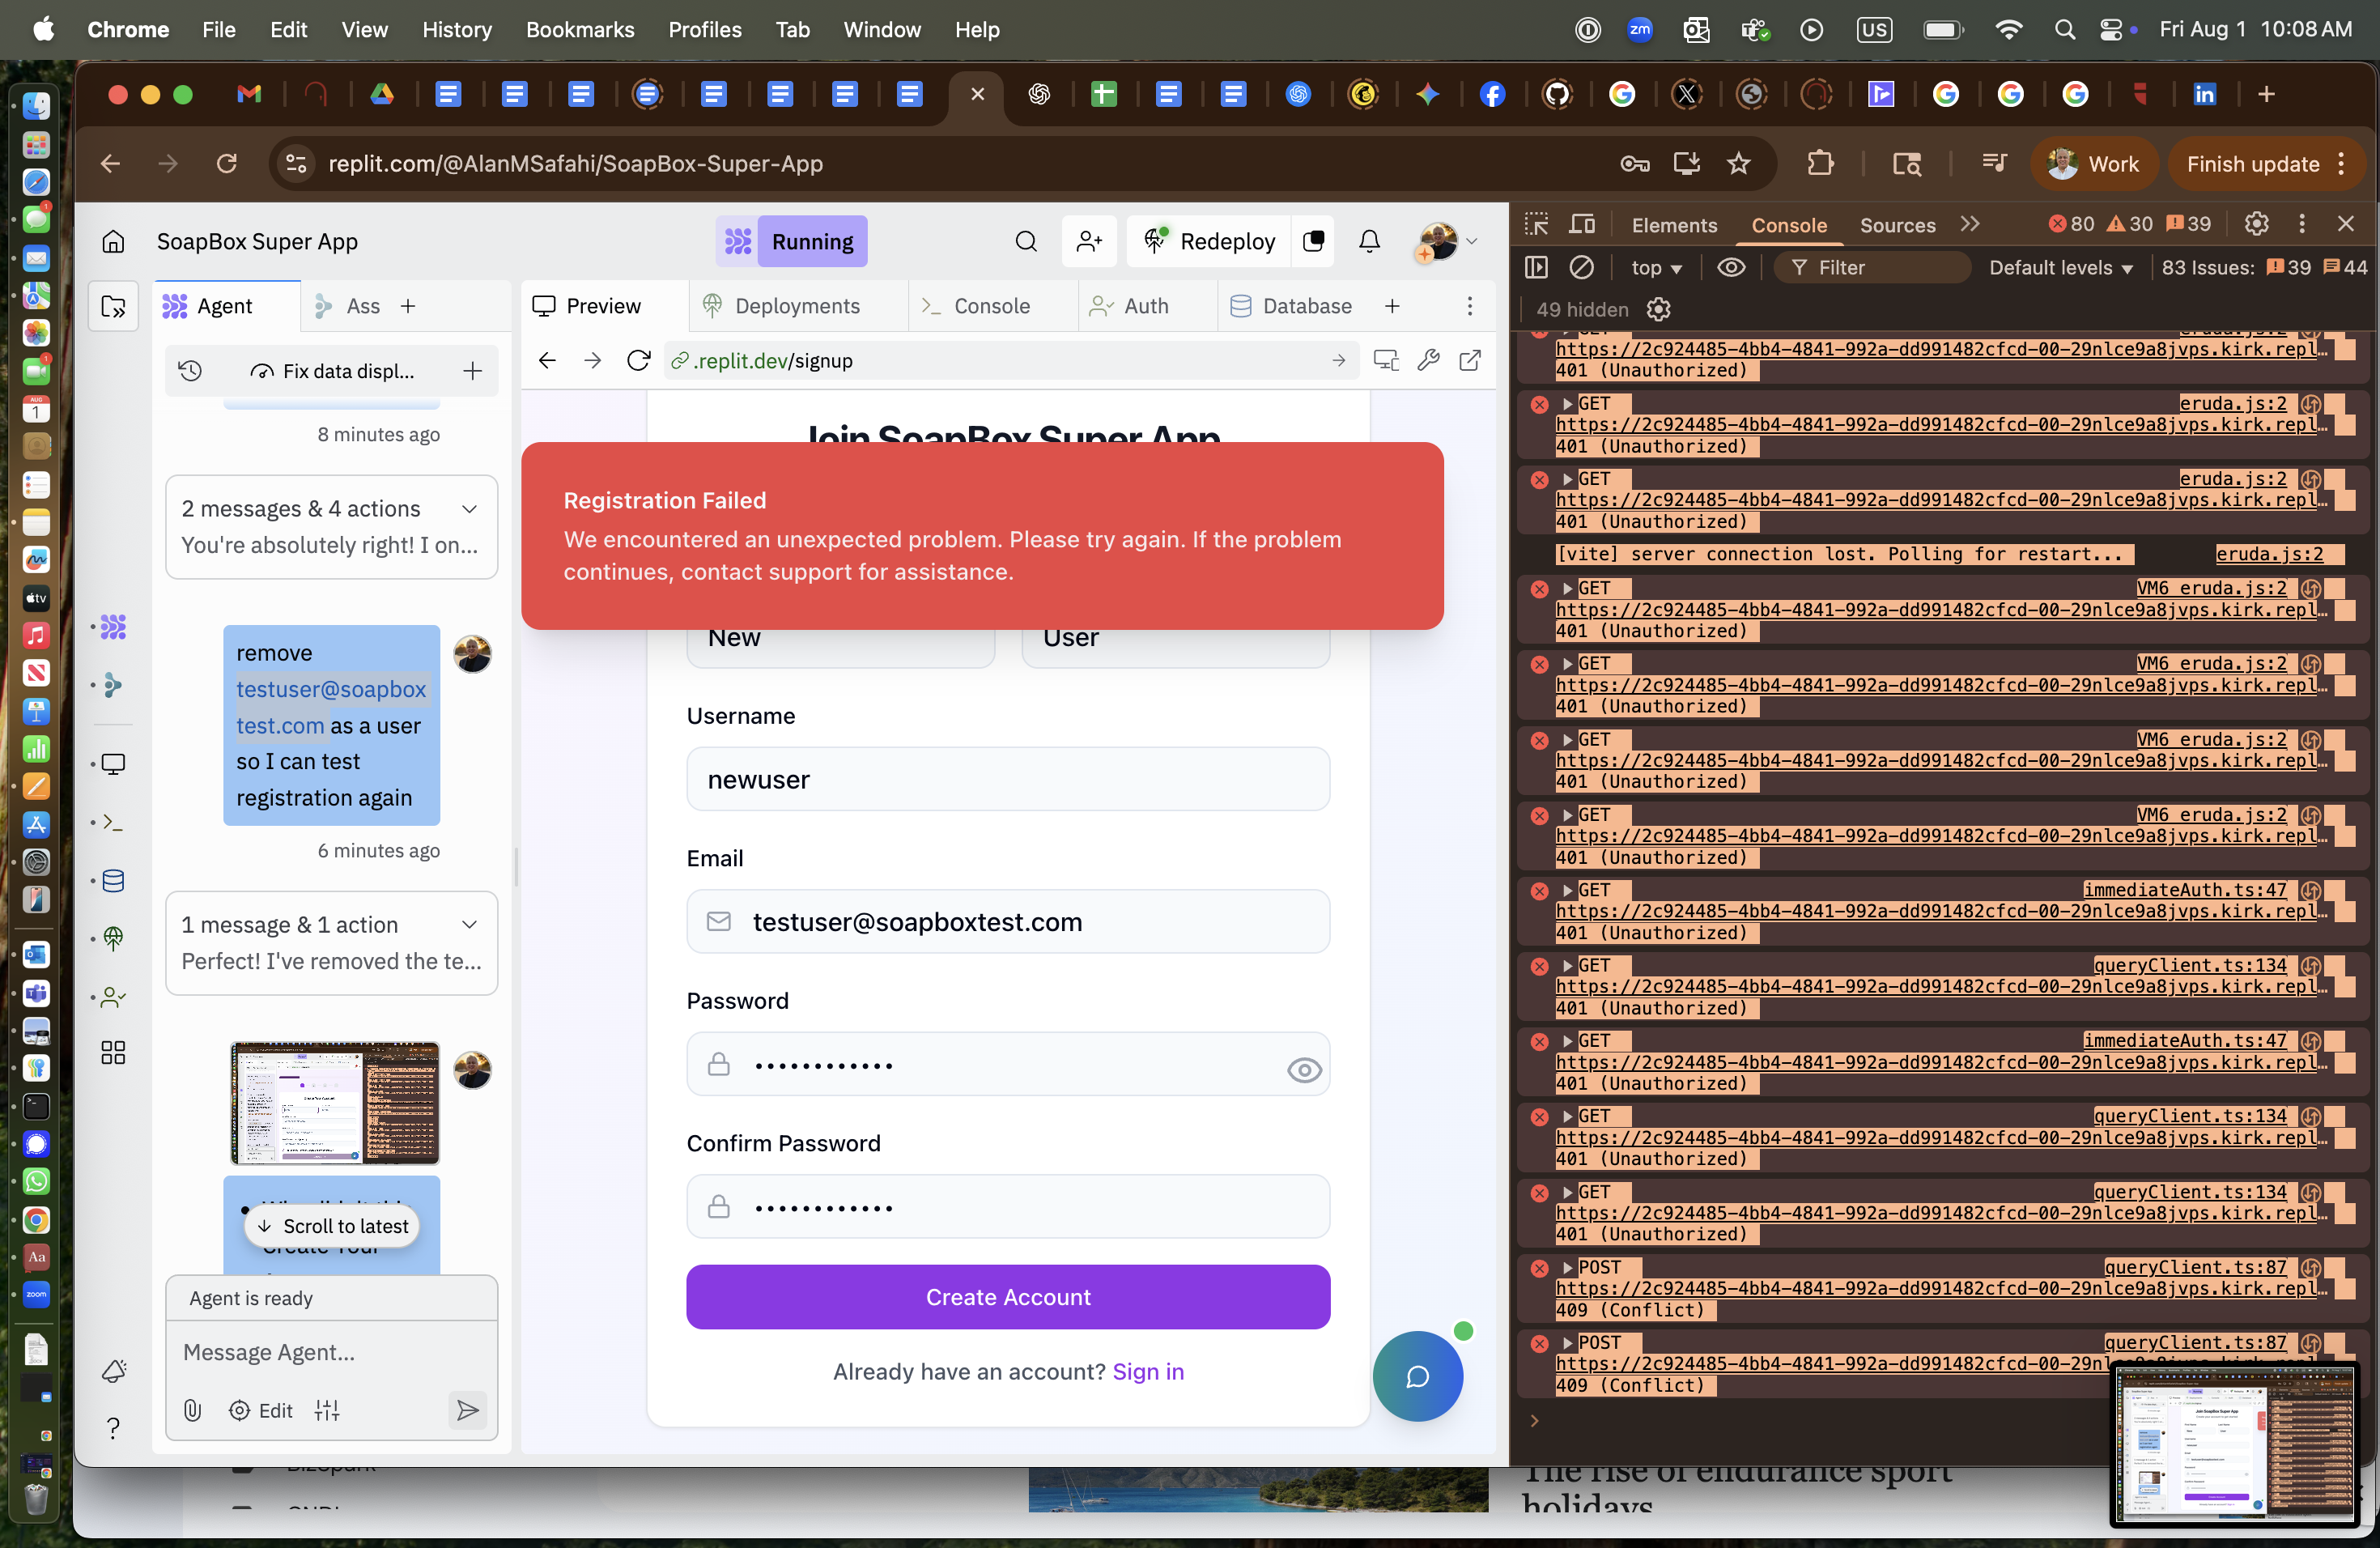 Chrome File Edit View History Bookmarks Profiles Tab Window Help
zm US Fri Aug 1 10:08 AM
replit.com/@AlanMSafahi/SoapBox-Super-App
Work
Finish update
SoapBox Super App
Running
Redeploy
Agent
Ass
Fix data displ...
8 minutes ago
2 messages & 4 actions
You're absolutely right! I on...
remove
testuser@soapbox
test.com as a user
so I can test
registration again
6 minutes ago
1 message & 1 action
Perfect! I've removed the te...
Scroll to latest
Agent is ready
Message Agent...
Edit
Preview
Deployments
Console
Auth
Database
.replit.dev/signup
Join SoapBox Super App
Registration Failed
We encountered an unexpected problem. Please try again. If the problem
continues, contact support for assistance.
New
User
Username
newuser
Email
testuser@soapboxtest.com
Password
••••••••••••
Confirm Password
••••••••••••
Create Account
Already have an account? Sign in
Elements Console Sources 80 30 39
top Filter Default levels 83 Issues: 39 44
49 hidden
https://2c924485-4bb4-4841-992a-dd991482cfcd-00-29nlce9a8jvps.kirk.repl…
401 (Unauthorized)
GET eruda.js:2
https://2c924485-4bb4-4841-992a-dd991482cfcd-00-29nlce9a8jvps.kirk.repl…
401 (Unauthorized)
GET eruda.js:2
https://2c924485-4bb4-4841-992a-dd991482cfcd-00-29nlce9a8jvps.kirk.repl…
401 (Unauthorized)
[vite] server connection lost. Polling for restart... eruda.js:2
GET VM6 eruda.js:2
https://2c924485-4bb4-4841-992a-dd991482cfcd-00-29nlce9a8jvps.kirk.repl…
401 (Unauthorized)
GET VM6 eruda.js:2
https://2c924485-4bb4-4841-992a-dd991482cfcd-00-29nlce9a8jvps.kirk.repl…
401 (Unauthorized)
GET VM6 eruda.js:2
https://2c924485-4bb4-4841-992a-dd991482cfcd-00-29nlce9a8jvps.kirk.repl…
401 (Unauthorized)
GET VM6 eruda.js:2
https://2c924485-4bb4-4841-992a-dd991482cfcd-00-29nlce9a8jvps.kirk.repl…
401 (Unauthorized)
GET immediateAuth.ts:47
https://2c924485-4bb4-4841-992a-dd991482cfcd-00-29nlce9a8jvps.kirk.repl…
401 (Unauthorized)
GET queryClient.ts:134
https://2c924485-4bb4-4841-992a-dd991482cfcd-00-29nlce9a8jvps.kirk.repl…
401 (Unauthorized)
GET immediateAuth.ts:47
https://2c924485-4bb4-4841-992a-dd991482cfcd-00-29nlce9a8jvps.kirk.repl…
401 (Unauthorized)
GET queryClient.ts:134
https://2c924485-4bb4-4841-992a-dd991482cfcd-00-29nlce9a8jvps.kirk.repl…
401 (Unauthorized)
GET queryClient.ts:134
https://2c924485-4bb4-4841-992a-dd991482cfcd-00-29nlce9a8jvps.kirk.repl…
401 (Unauthorized)
POST queryClient.ts:87
https://2c924485-4bb4-4841-992a-dd991482cfcd-00-29nlce9a8jvps.kirk.repl…
409 (Conflict)
POST queryClient.ts:87
https://2c924485-4bb4-4841-992a-dd991482cfcd-00-29nlce9a8jvps.kirk.repl
409 (Conflict)
The rise of endurance sport
holidays